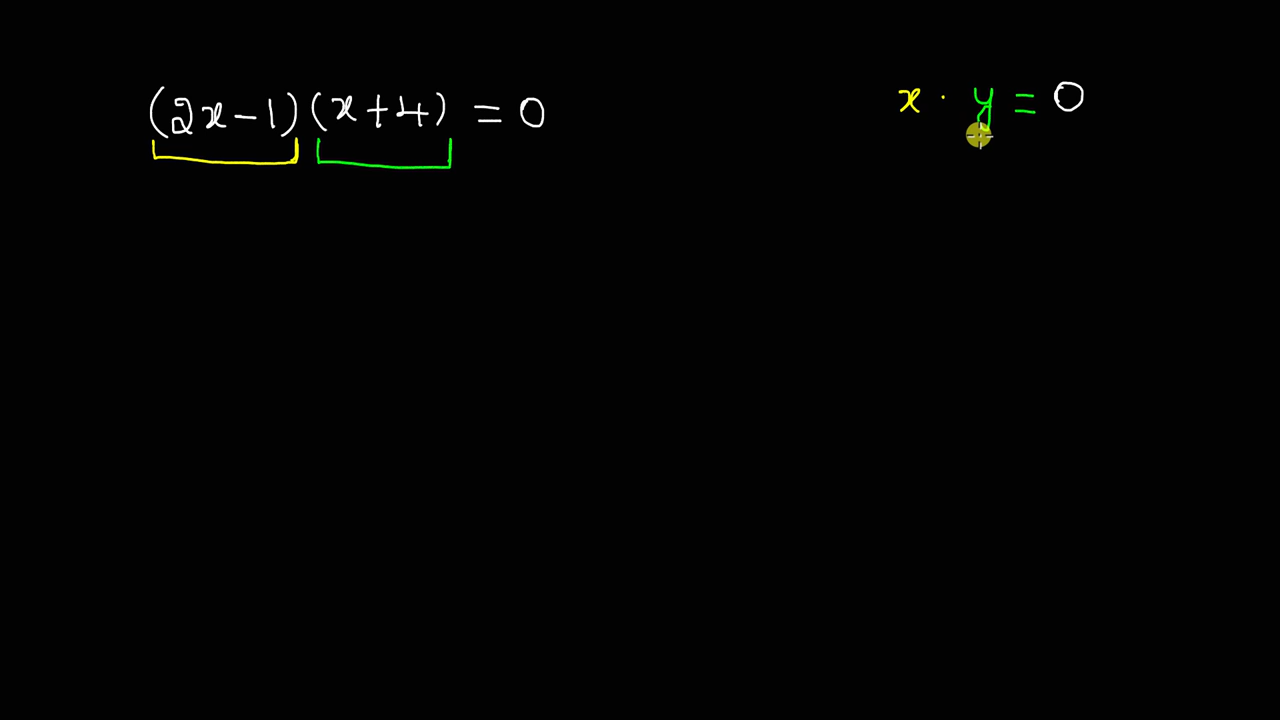 (2x-1)(x+4) = 0
x · y = 0